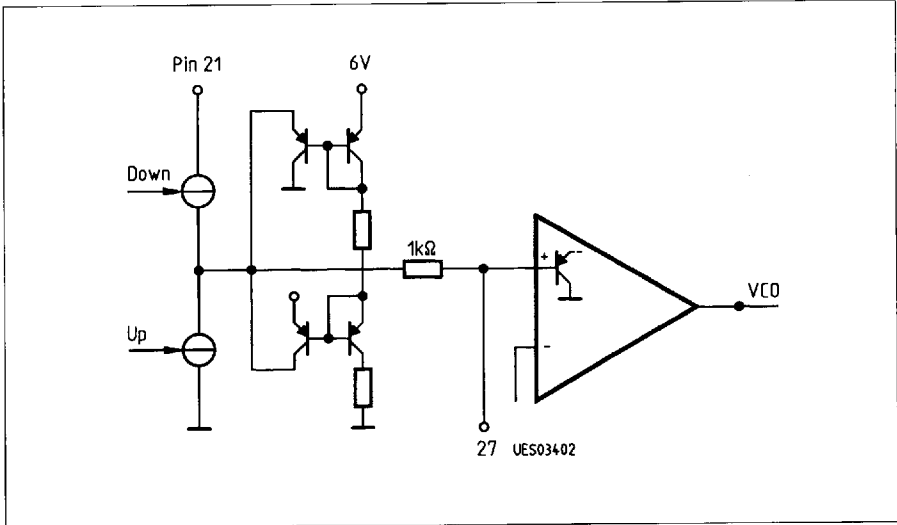 Pin 21
6V
Down
1kΩ
+
VCO
Up
-
27
UES03402